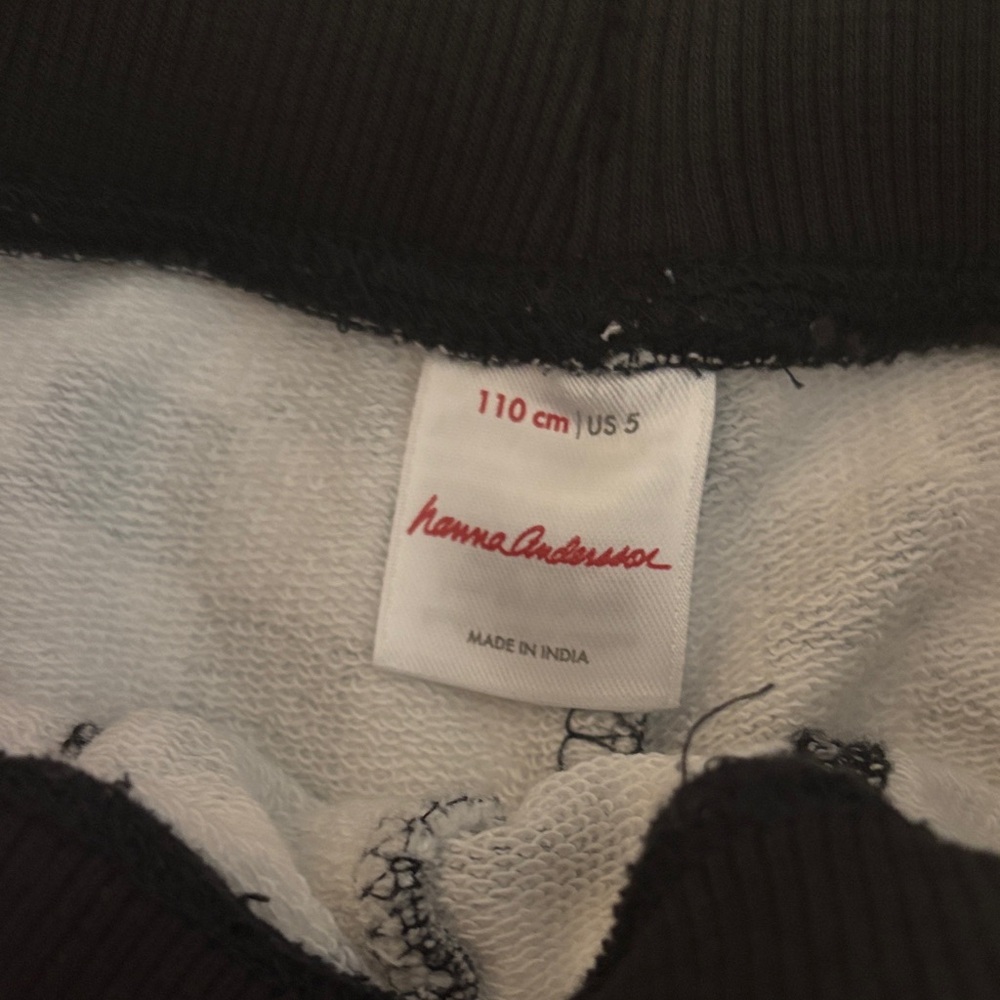 110 cm | US 5
hanna Andersson
MADE IN INDIA